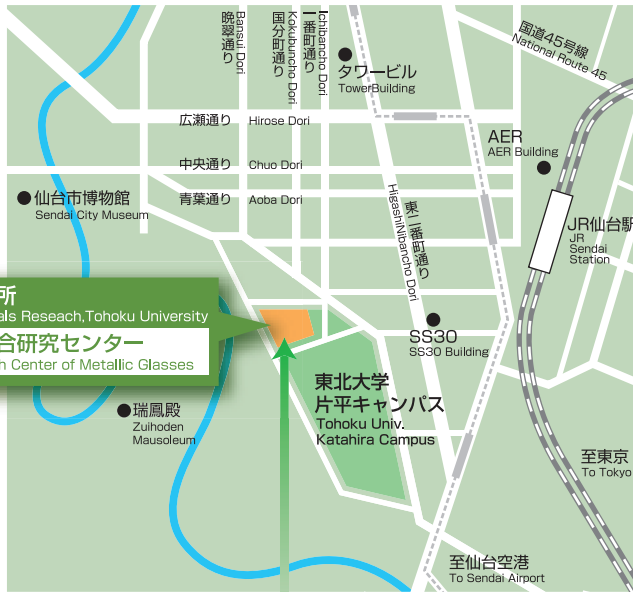 晩翠通り
Bansui Dori
国分町通り
Kokubuncho Dori
一番町通り
Ichibancho Dori
タワービル
TowerBuilding
国道45号線
National Route 45
広瀬通り Hirose Dori
AER
AER Building
中央通り Chuo Dori
仙台市博物館
Sendai City Museum
青葉通り Aoba Dori
東二番町通り
HigashiNibancho Dori
JR仙台駅
JR
Sendai
Station
所
als Reseach,Tohoku University
合研究センター
h Center of Metallic Glasses
SS30
SS30 Building
東北大学
片平キャンパス
Tohoku Univ.
Katahira Campus
瑞鳳殿
Zuihoden
Mausoleum
至東京
To Tokyo
至仙台空港
To Sendai Airport